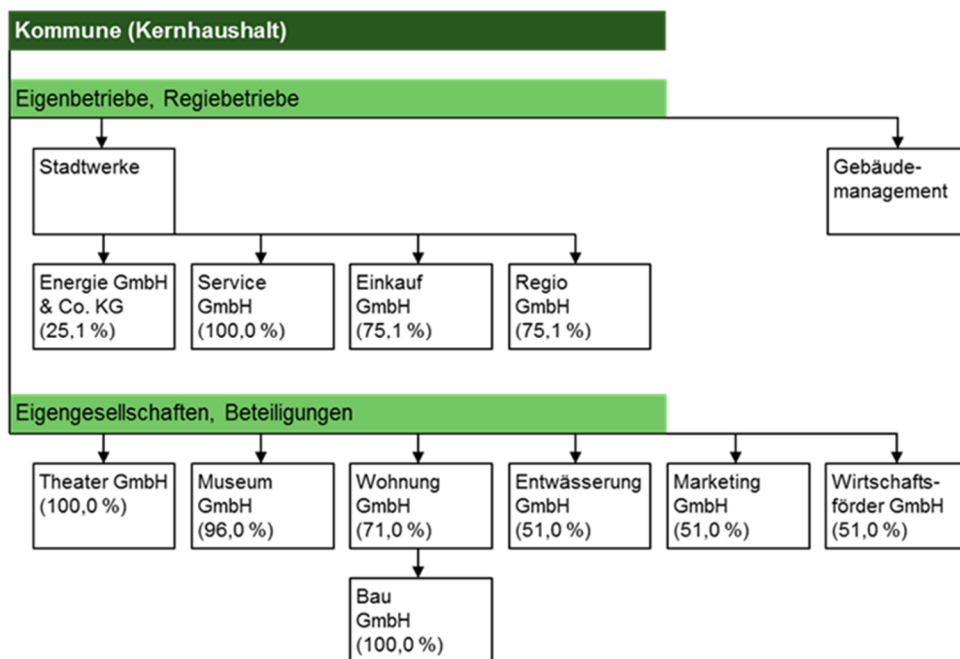 Kommune (Kernhaushalt)
Eigenbetriebe, Regiebetriebe
Stadtwerke
Gebäude-
management
Energie GmbH
& Co. KG
(25,1 %)
Service
GmbH
(100,0 %)
Einkauf
GmbH
(75,1 %)
Regio
GmbH
(75,1 %)
Eigengesellschaften, Beteiligungen
Theater GmbH
(100,0 %)
Museum
GmbH
(96,0 %)
Wohnung
GmbH
(71,0 %)
Entwässerung
GmbH
(51,0 %)
Marketing
GmbH
(51,0 %)
Wirtschafts-
förder GmbH
(51,0 %)
Bau
GmbH
(100,0 %)